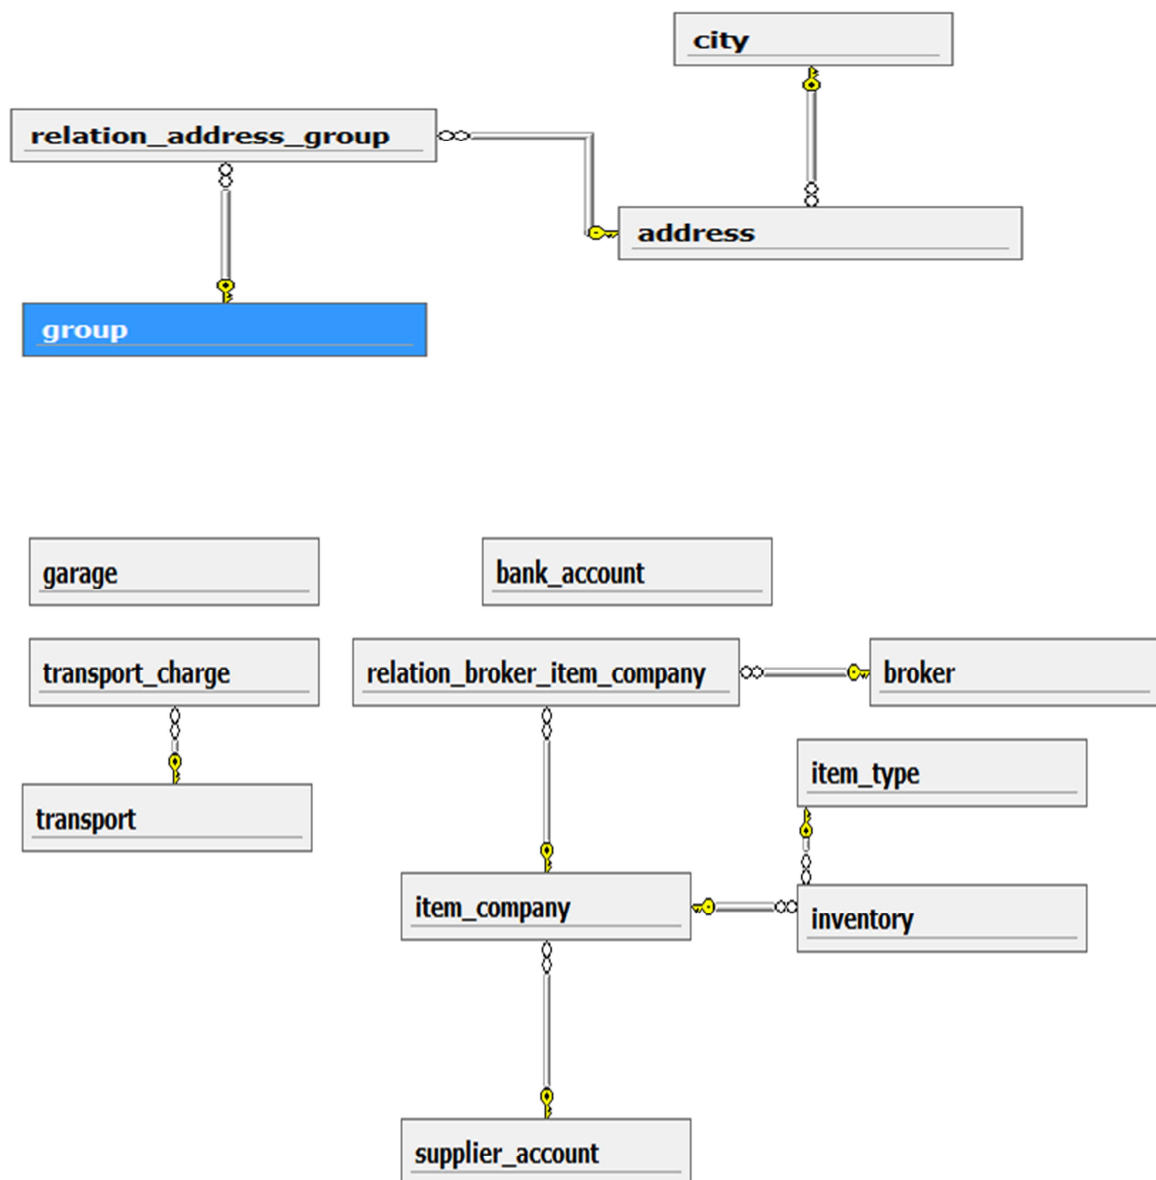 city
relation_address_group
address
group
garage
bank_account
transport_charge
relation_broker_item_company
broker
item_type
transport
item_company
inventory
supplier_account